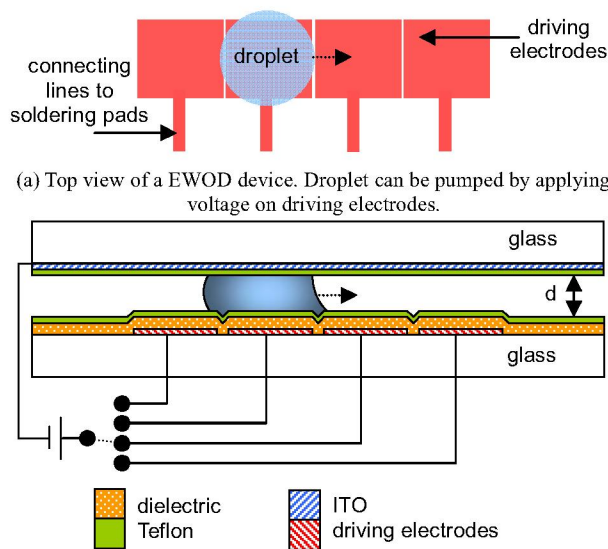 driving
electrodes
droplet
connecting
lines to
soldering pads
(a) Top view of a EWOD device. Droplet can be pumped by applying
voltage on driving electrodes.
glass
d
glass
dielectric
Teflon
ITO
driving electrodes